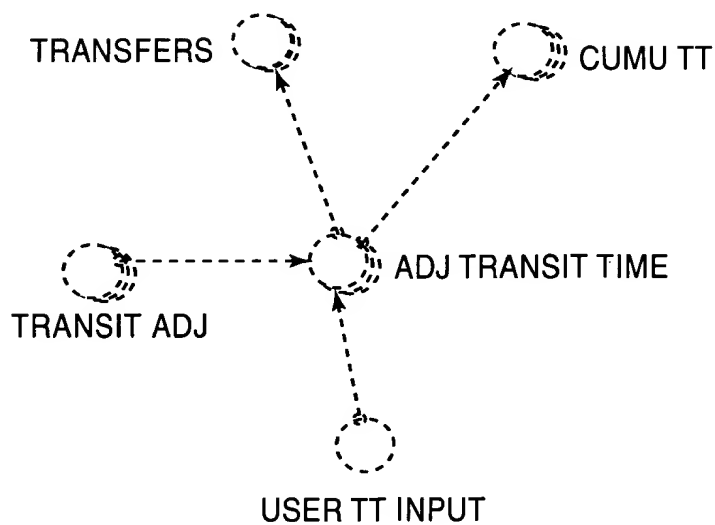 TRANSFERS
CUMU TT
ADJ TRANSIT TIME
TRANSIT ADJ
USER TT INPUT